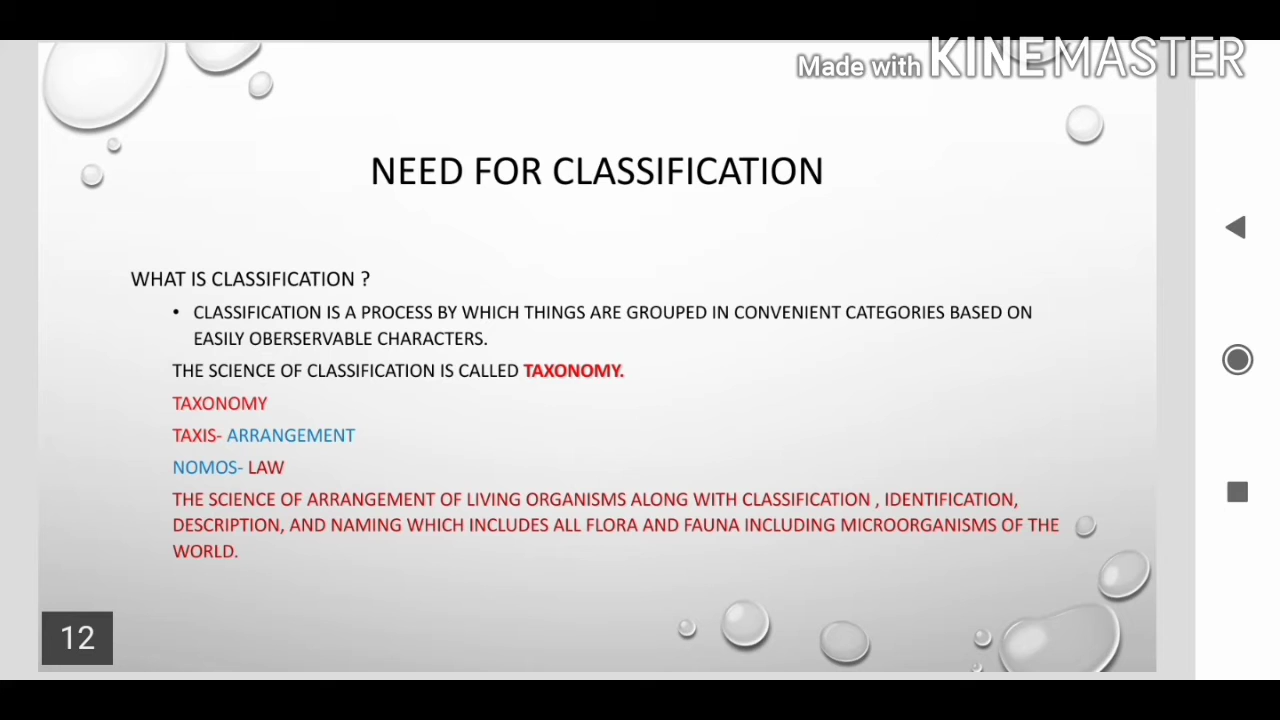 Made with KINEMASTER
NEED FOR CLASSIFICATION
WHAT IS CLASSIFICATION ?
• CLASSIFICATION IS A PROCESS BY WHICH THINGS ARE GROUPED IN CONVENIENT CATEGORIES BASED ON
EASILY OBERSERVABLE CHARACTERS.
THE SCIENCE OF CLASSIFICATION IS CALLED TAXONOMY.
TAXONOMY
TAXIS- ARRANGEMENT
NOMOS- LAW
THE SCIENCE OF ARRANGEMENT OF LIVING ORGANISMS ALONG WITH CLASSIFICATION , IDENTIFICATION,
DESCRIPTION, AND NAMING WHICH INCLUDES ALL FLORA AND FAUNA INCLUDING MICROORGANISMS OF THE
WORLD.
12